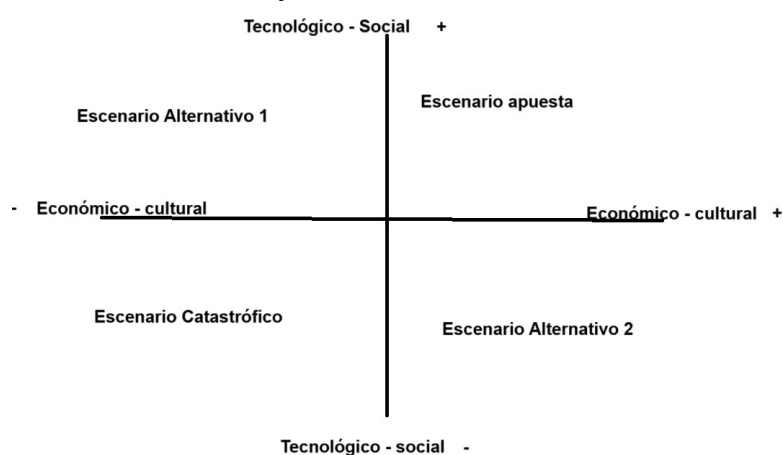 Tecnológico - Social +
Escenario Alternativo 1
Escenario apuesta
- Económico - cultural
Económico - cultural +
Escenario Catastrófico
Escenario Alternativo 2
Tecnológico - social -